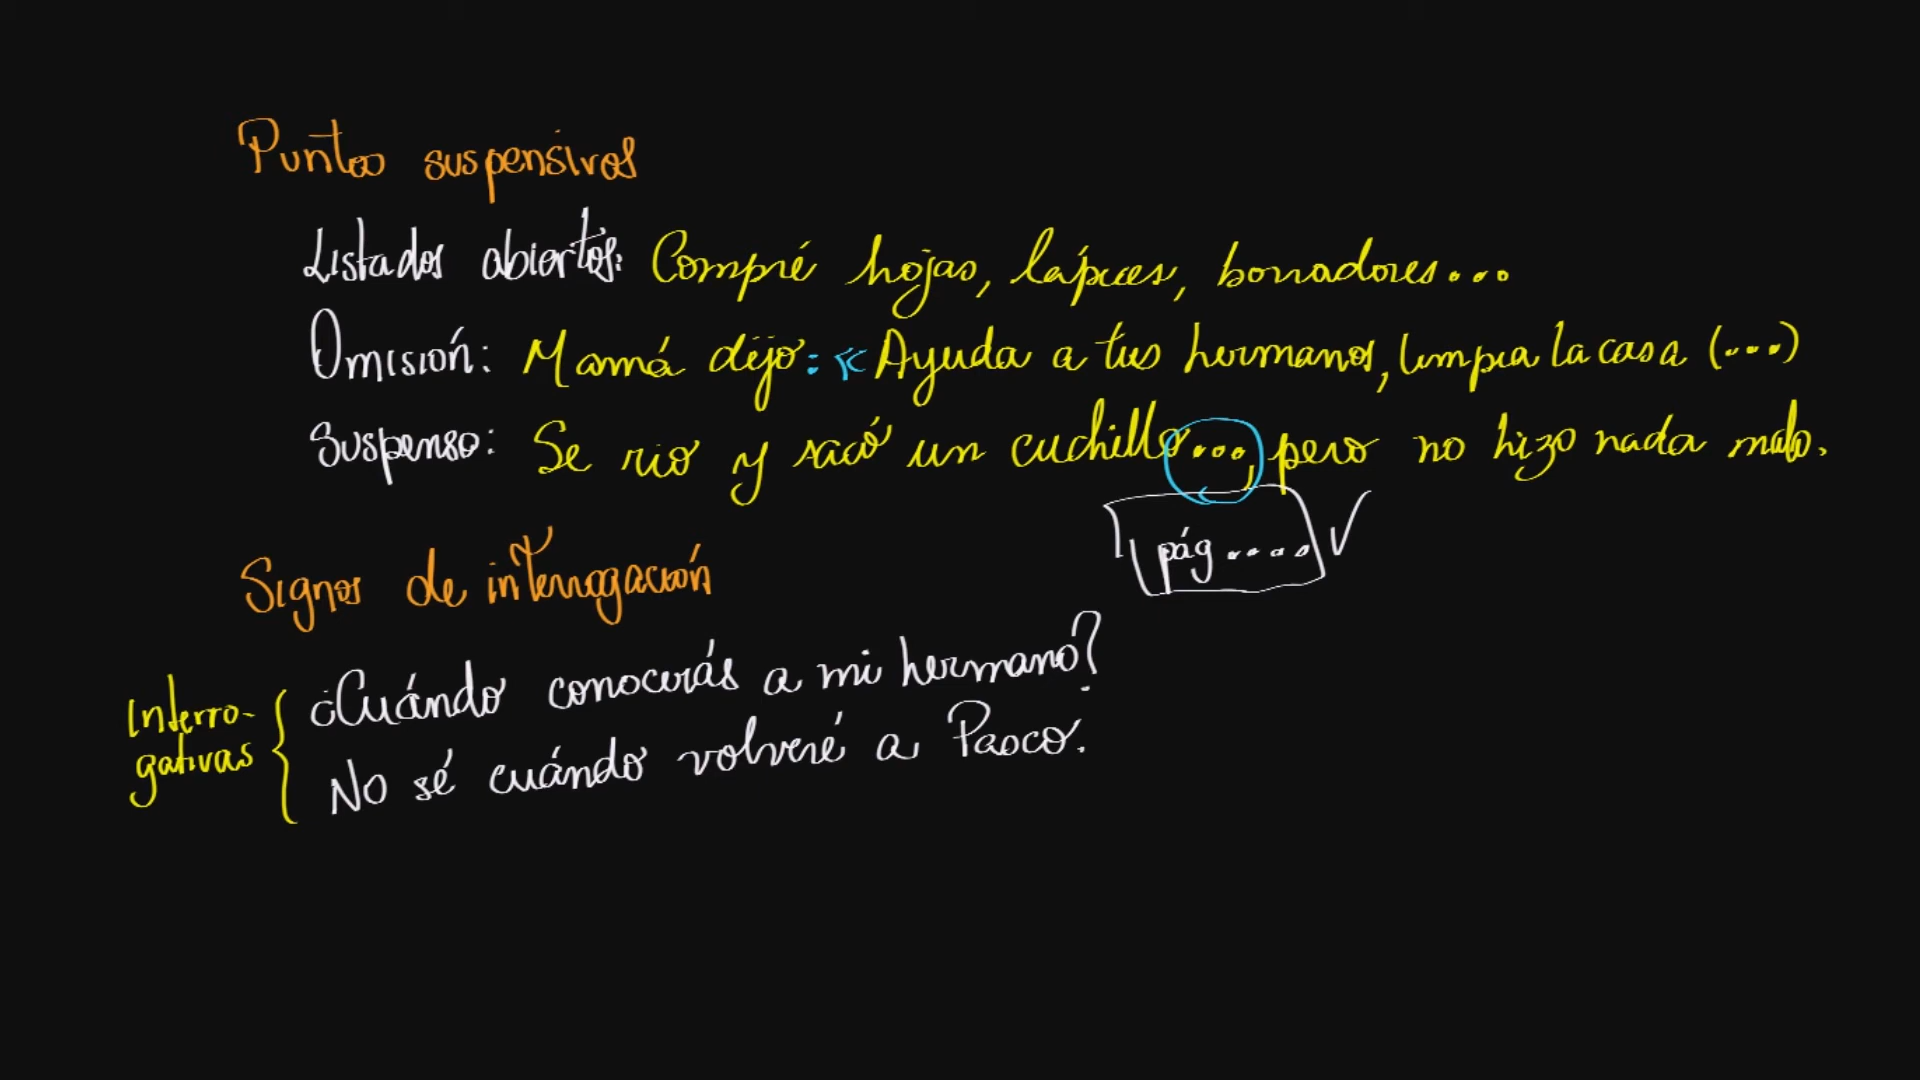 Puntos suspensivos
Listados abiertos: Compré hojas, lápices, borradores...
Omisión: Mamá dijo: «Ayuda a tus hermanos, limpia la casa (...)
Suspenso: Se rio y sacó un cuchillo..., pero no hizo nada malo.
pág....
Signos de interrogación
Interro-
gativas
¿Cuándo conocerás a mi hermano?
No sé cuándo volveré a Pasco.